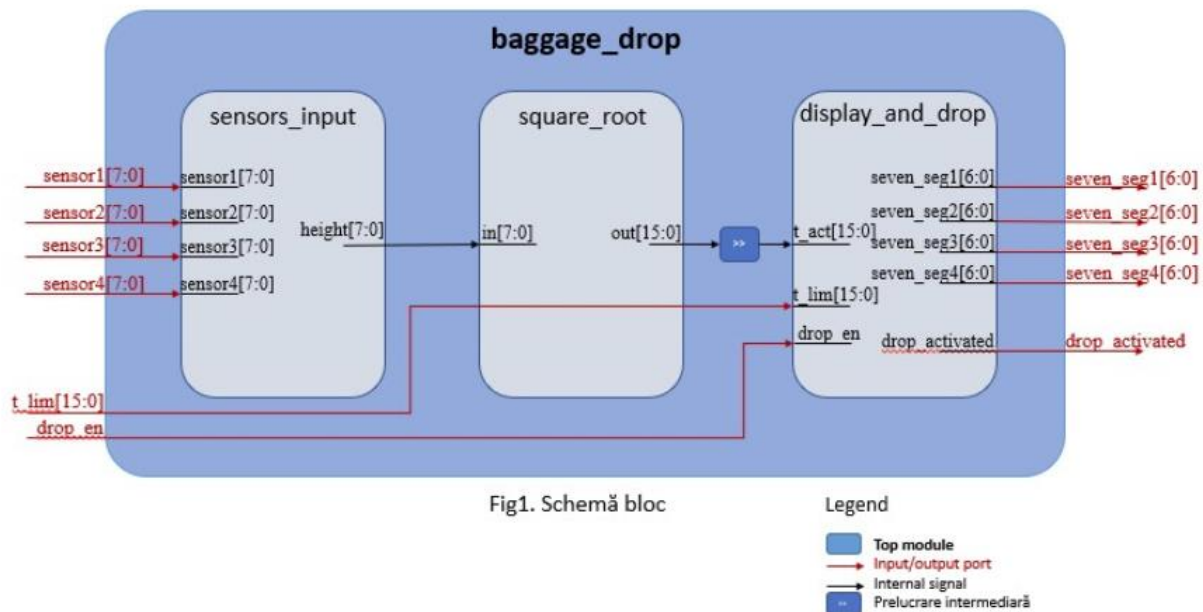 baggage_drop
sensors_input
square_root
display_and_drop
sensor1[7:0]
sensor2[7:0]
sensor3[7:0]
sensor4[7:0]
sensor1[7:0]
sensor2[7:0]
sensor3[7:0]
sensor4[7:0]
height[7:0]
in[7:0]
out[15:0]
>>
t_act[15:0]
t_lim[15:0]
drop_en
seven_seg1[6:0]
seven_seg2[6:0]
seven_seg3[6:0]
seven_seg4[6:0]
drop_activated
seven_seg1[6:0]
seven_seg2[6:0]
seven_seg3[6:0]
seven_seg4[6:0]
drop_activated
t_lim[15:0]
drop_en
Fig1. Schemă bloc
Legend
Top module
Input/output port
Internal signal
>> Prelucrare intermediară